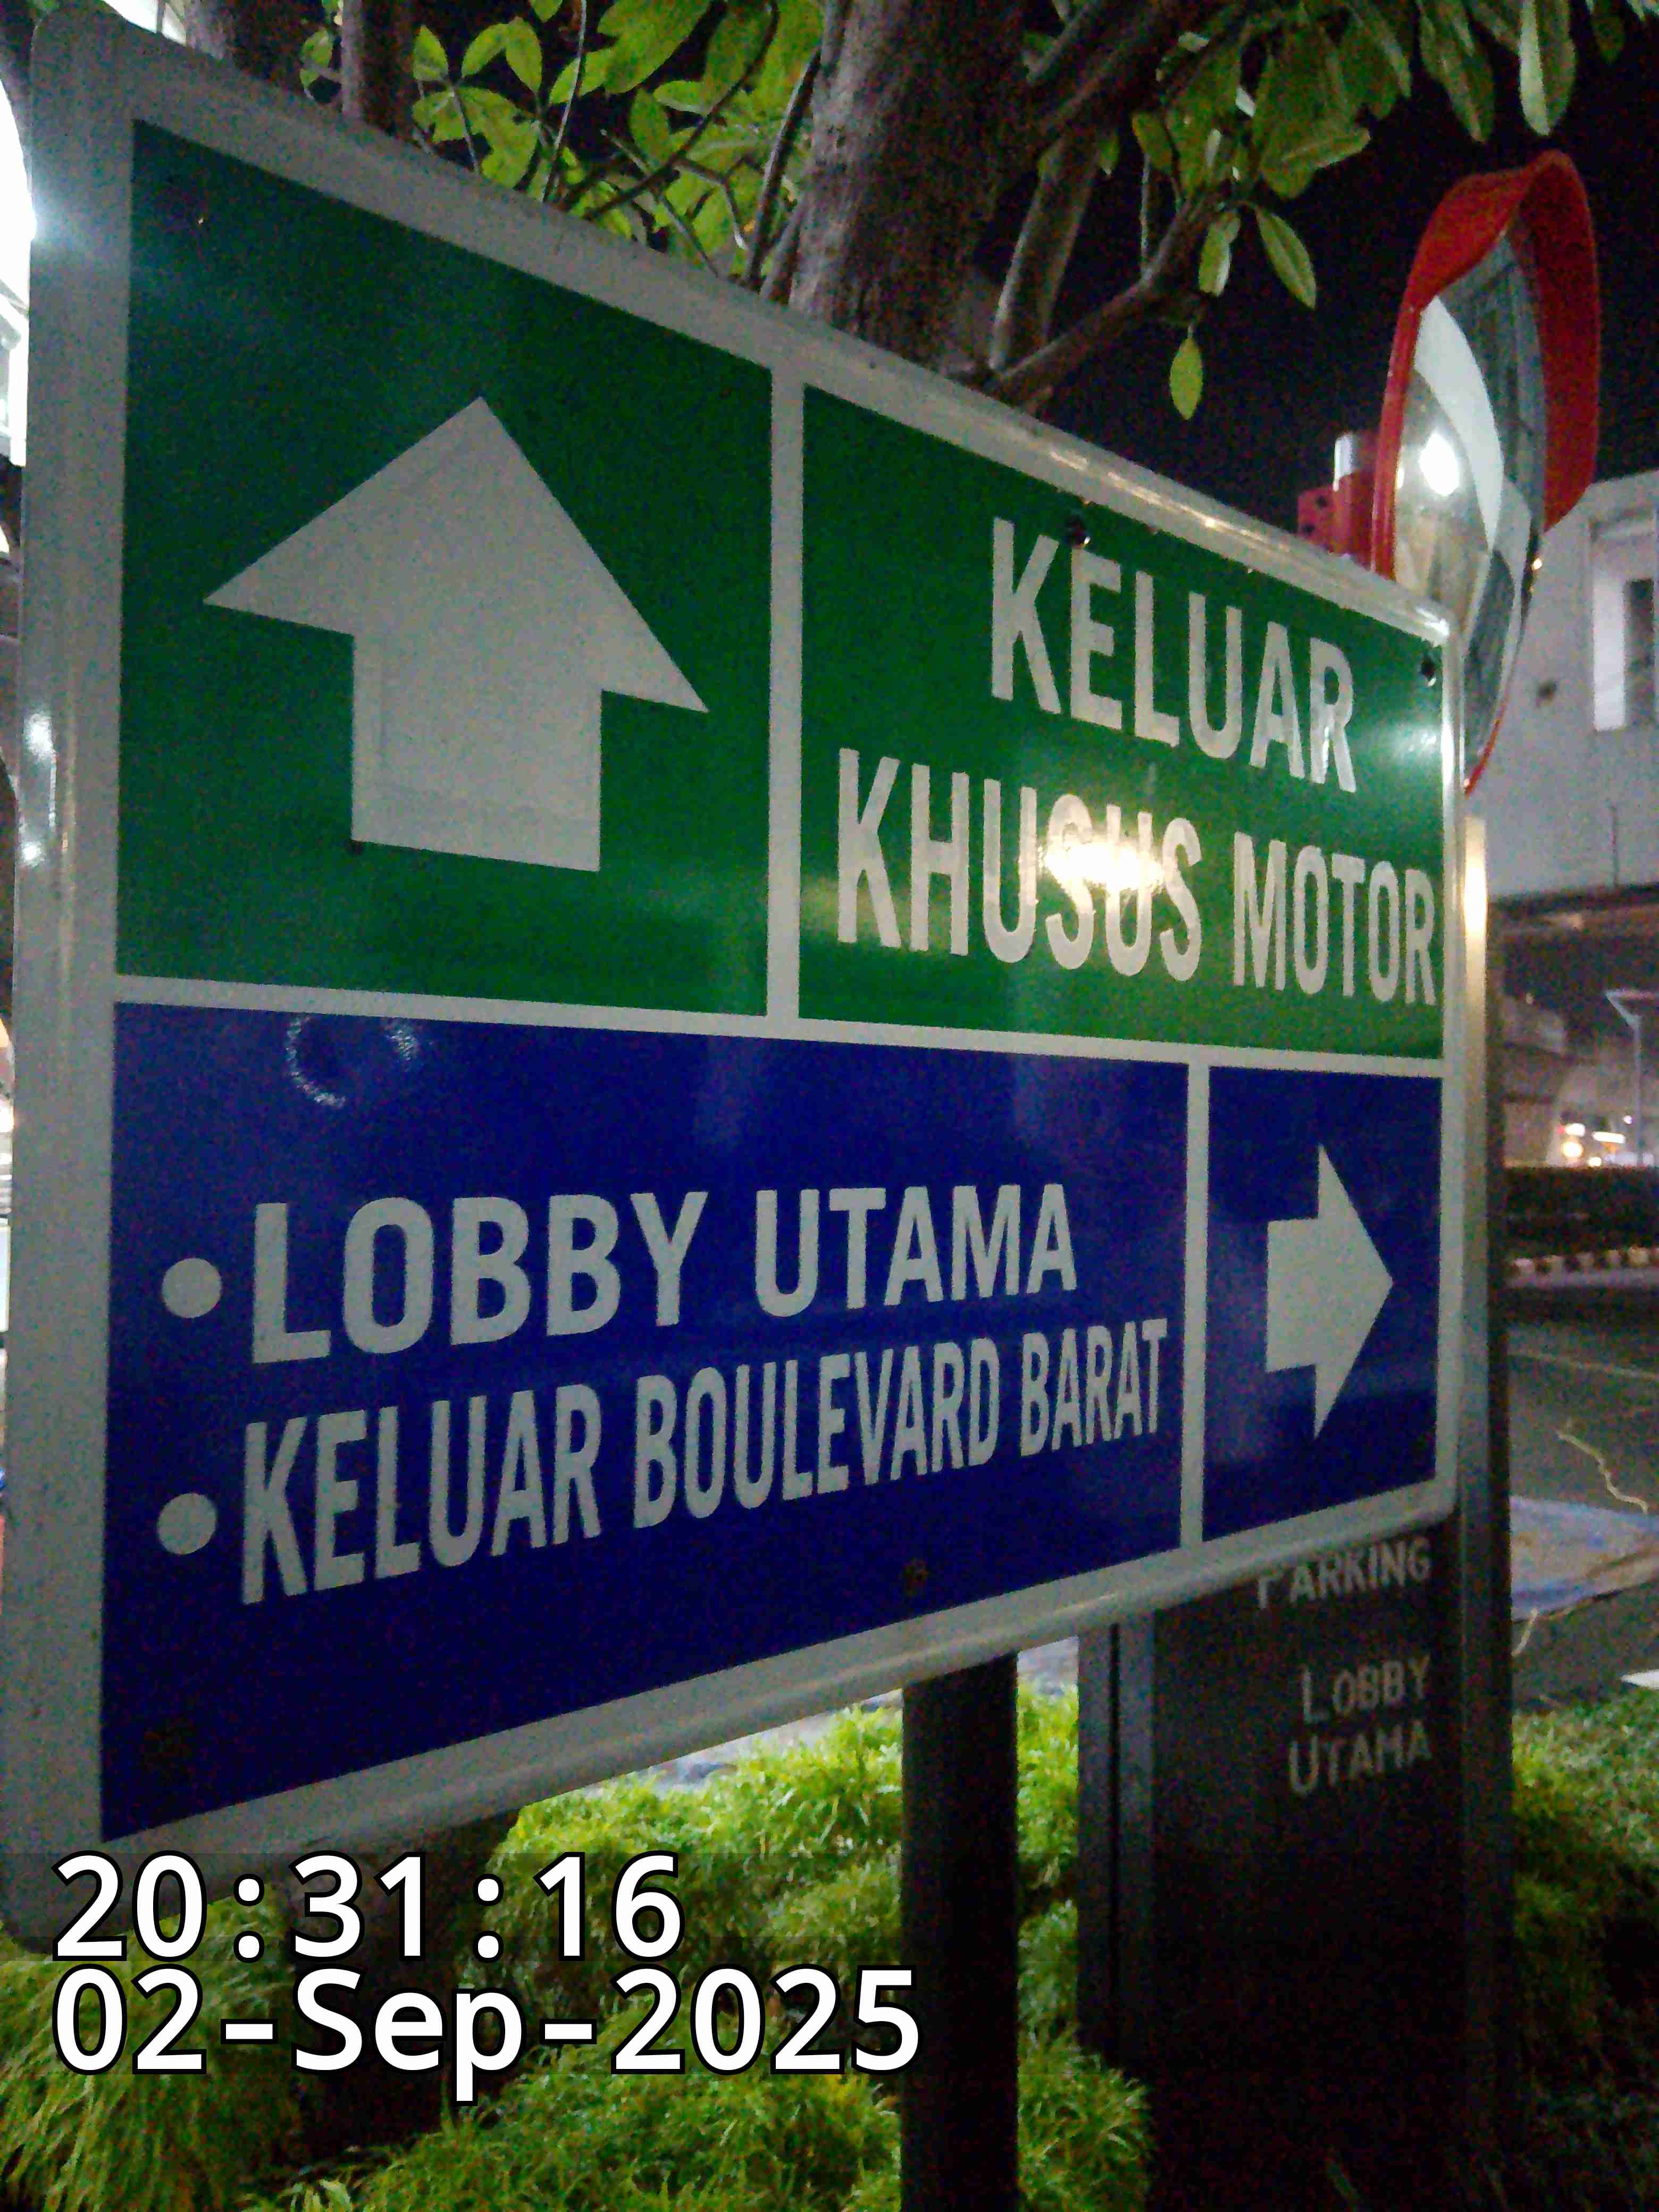 KELUAR
KHUSUS MOTOR
•LOBBY UTAMA
•KELUAR BOULEVARD BARAT
PARKING
LOBBY
UTAMA
20:31:16
02-Sep-2025